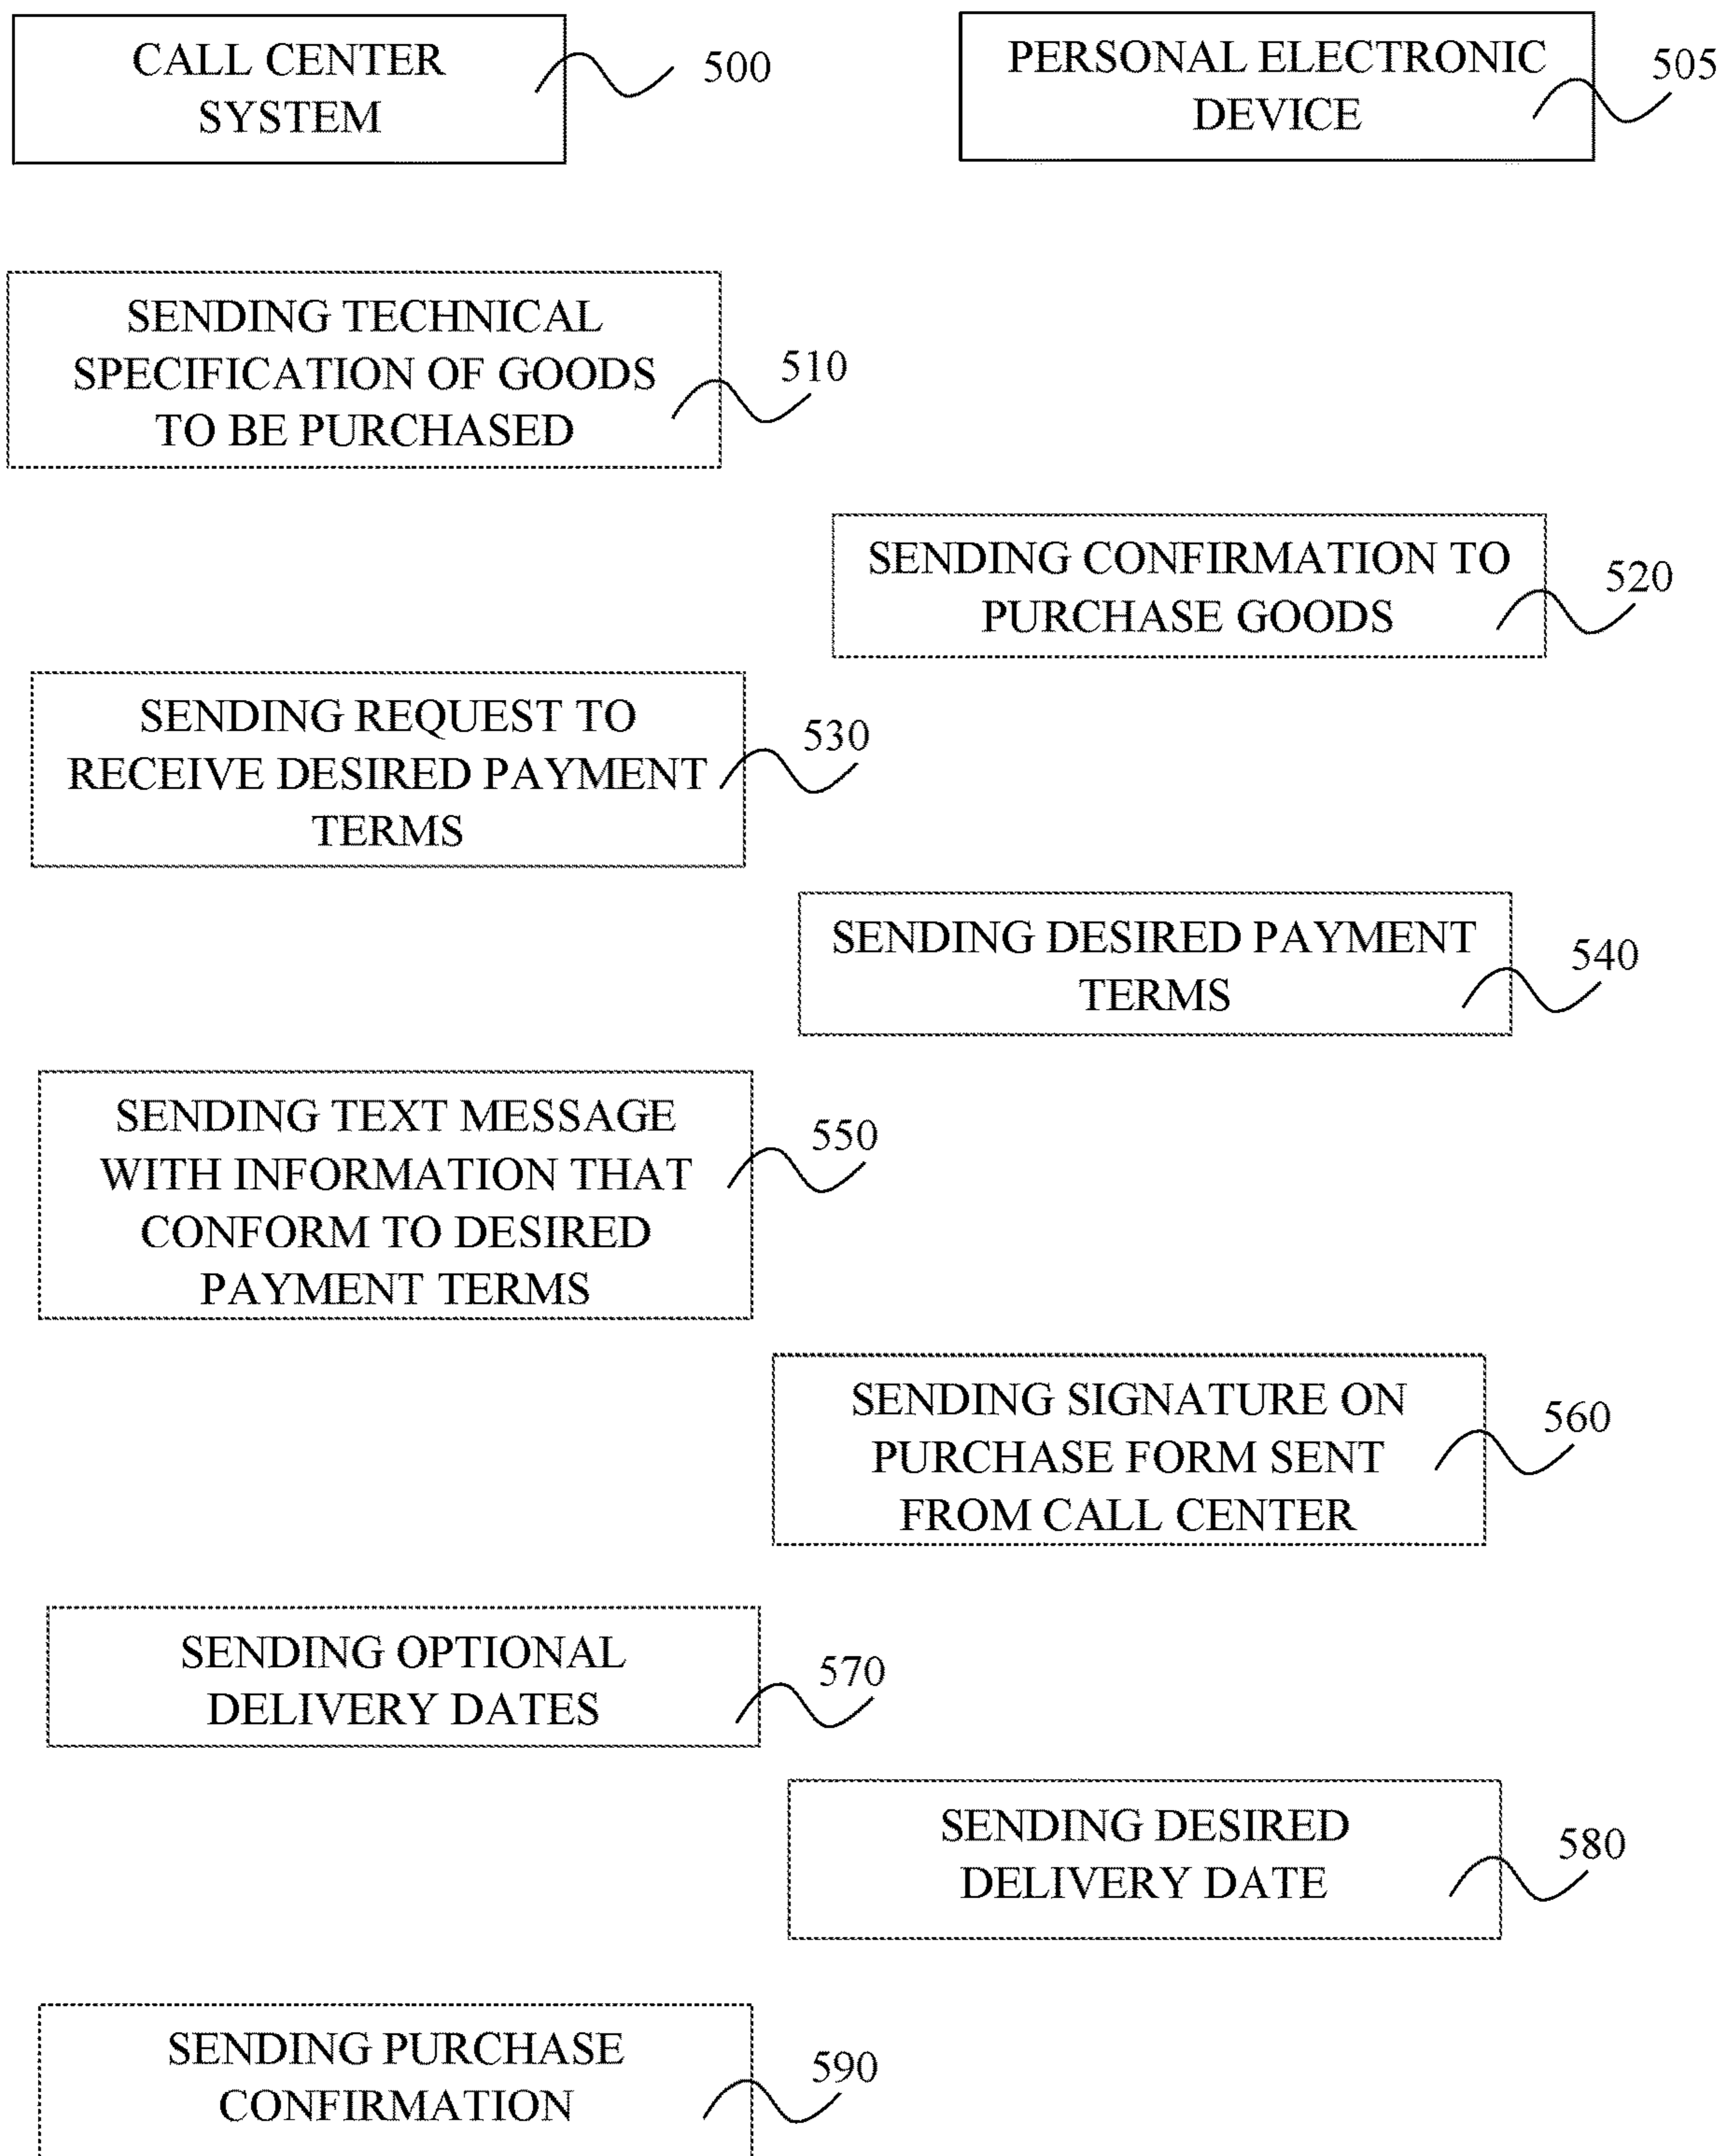 CALL CENTER
SYSTEM
500
PERSONAL ELECTRONIC
DEVICE
505
SENDING TECHNICAL
SPECIFICATION OF GOODS
TO BE PURCHASED
510
SENDING CONFIRMATION TO
PURCHASE GOODS
520
SENDING REQUEST TO
RECEIVE DESIRED PAYMENT
TERMS
530
SENDING DESIRED PAYMENT
TERMS
540
SENDING TEXT MESSAGE
WITH INFORMATION THAT
CONFORM TO DESIRED
PAYMENT TERMS
550
SENDING SIGNATURE ON
PURCHASE FORM SENT
FROM CALL CENTER
560
SENDING OPTIONAL
DELIVERY DATES
570
SENDING DESIRED
DELIVERY DATE
580
SENDING PURCHASE
CONFIRMATION
590